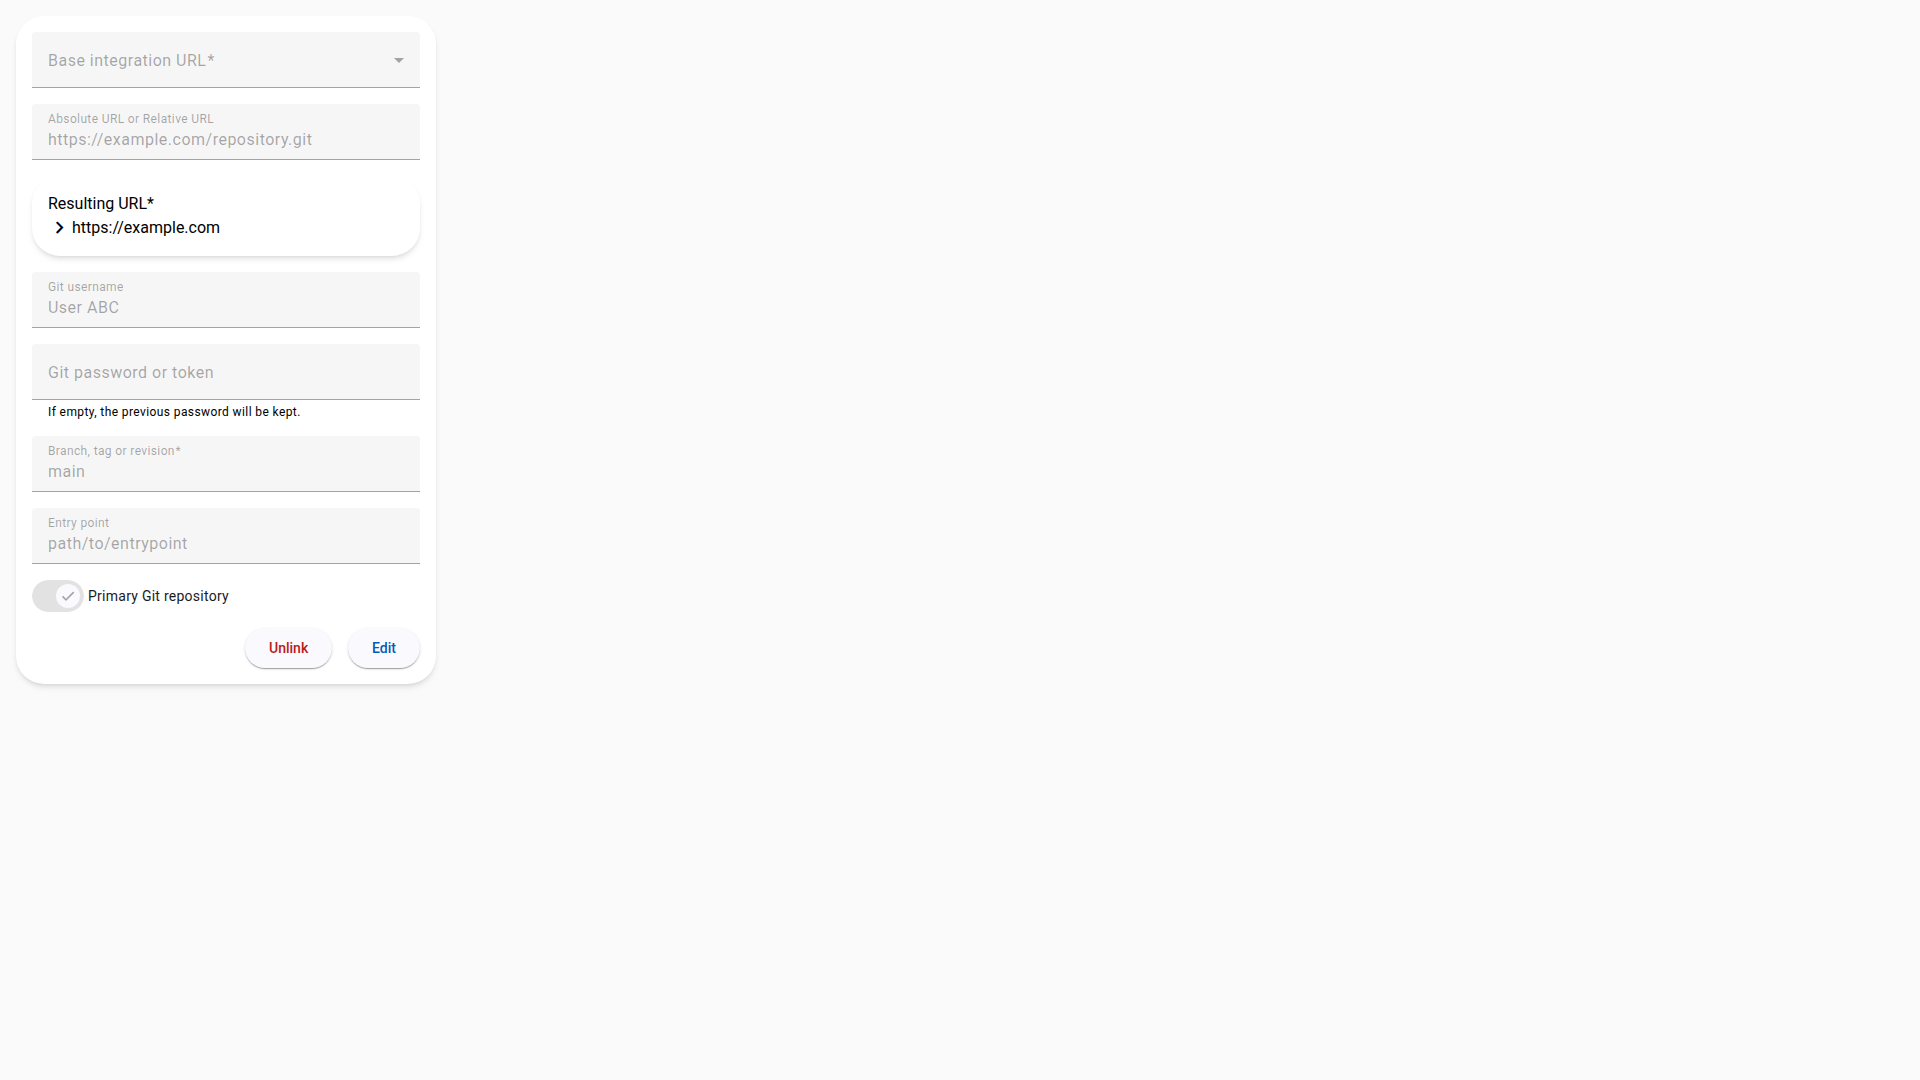 Base integration URL*
Absolute URL or Relative URL
https://example.com/repository.git
Resulting URL*
https://example.com
Git username
User ABC
Git password or token
If empty, the previous password will be kept.
Branch, tag or revision*
main
Entry point
path/to/entrypoint
Primary Git repository
Unlink
Edit